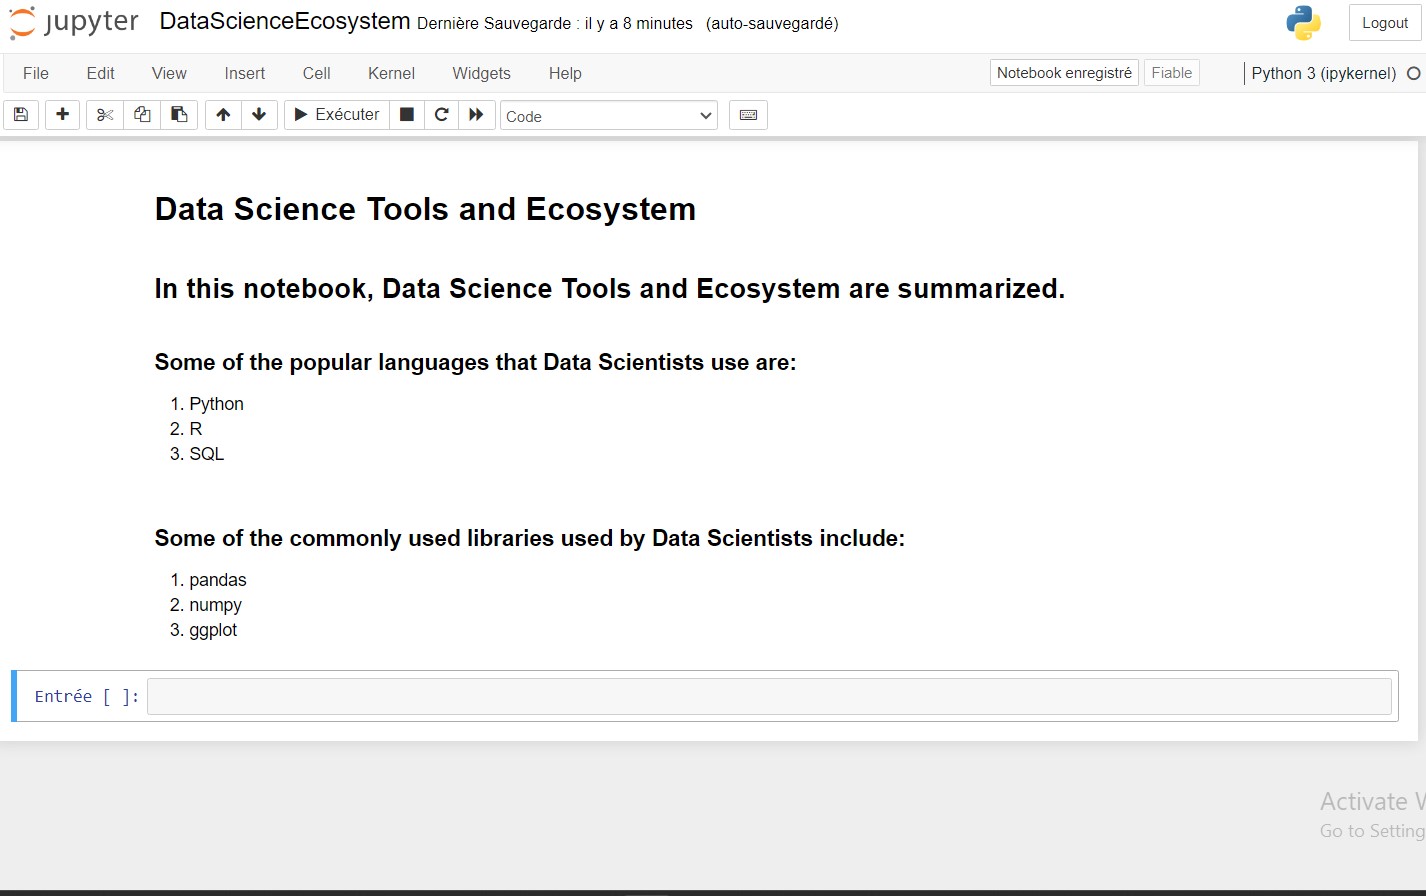 jupyter DataScienceEcosystem Dernière Sauvegarde : il y a 8 minutes (auto-sauvegardé) Logout
File Edit View Insert Cell Kernel Widgets Help Notebook enregistré Fiable Python 3 (ipykernel)
Exécuter Code
Data Science Tools and Ecosystem
In this notebook, Data Science Tools and Ecosystem are summarized.
Some of the popular languages that Data Scientists use are:
1. Python
2. R
3. SQL
Some of the commonly used libraries used by Data Scientists include:
1. pandas
2. numpy
3. ggplot
Entrée [ ]:
Activate
Go to Setting